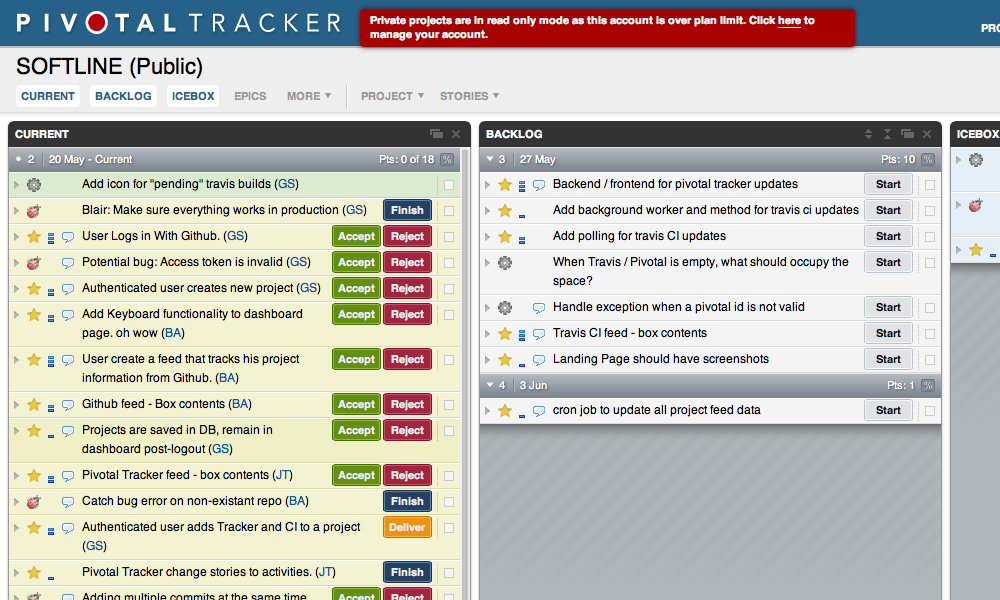 PIVOTAL TRACKER
Private projects are in read only mode as this account is over plan limit. Click here to
manage your account.
PRO
SOFTLINE (Public)
CURRENT BACKLOG ICEBOX EPICS MORE PROJECT STORIES
CURRENT
2 20 May - Current Pts: 0 of 18 %
Add icon for "pending" travis builds (GS)
Blair: Make sure everything works in production (GS) Finish
User Logs in With Github. (GS) Accept Reject
Potential bug: Access token is invalid (GS) Accept Reject
Authenticated user creates new project (GS) Accept Reject
Add Keyboard functionality to dashboard Accept Reject
page. oh wow (BA)
User create a feed that tracks his project Accept Reject
information from Github. (BA)
Github feed - Box contents (BA) Accept Reject
Projects are saved in DB, remain in Accept Reject
dashboard post-logout (GS)
Pivotal Tracker feed - box contents (JT) Accept Reject
Catch bug error on non-existant repo (BA) Finish
Authenticated user adds Tracker and CI to a project Deliver
(GS)
Pivotal Tracker change stories to activities. (JT) Finish
Adding multiple commits at the same time Accept Reject
BACKLOG
3 27 May Pts: 10 %
Backend / frontend for pivotal tracker updates Start
Add background worker and method for travis ci updates Start
Add polling for travis CI updates Start
When Travis / Pivotal is empty, what should occupy the Start
space?
Handle exception when a pivotal id is not valid Start
Travis CI feed - box contents Start
Landing Page should have screenshots Start
4 3 Jun Pts: 1 %
cron job to update all project feed data Start
ICEBOX